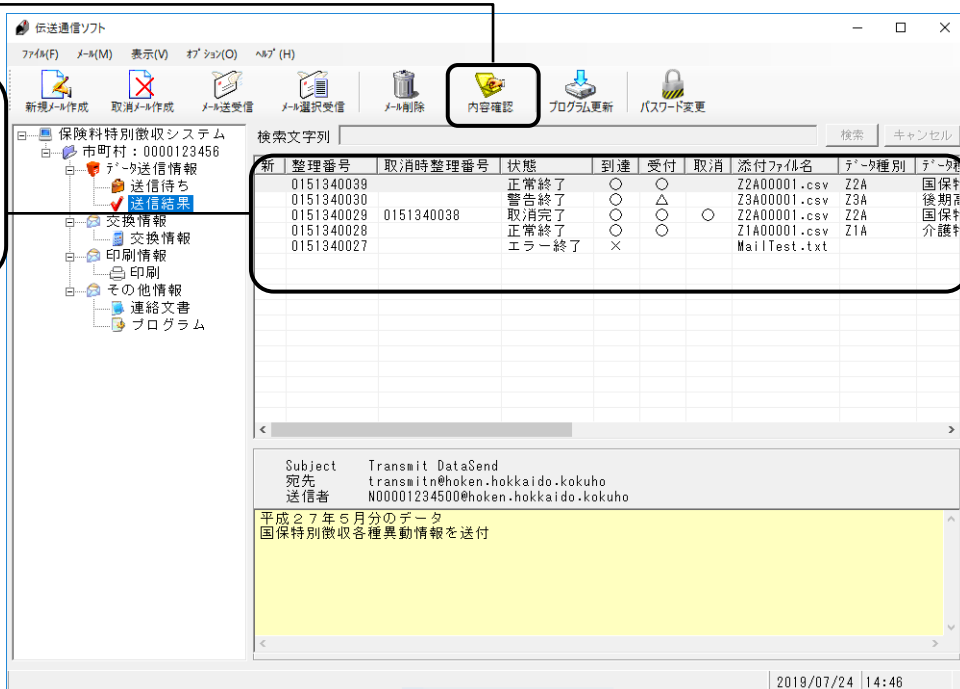 伝送通信ソフト
ファイル(F) メール(M) 表示(V) オプション(O) ヘルプ(H)
新規メール作成 取消メール作成 メール送受信 メール選択受信 メール削除 内容確認 プログラム更新 パスワード変更
保険料特別徴収システム
市町村：0000123456
データ送信情報
送信待ち
送信結果
交換情報
交換情報
印刷情報
印刷
その他情報
連絡文書
プログラム
検索文字列 検索 キャンセル
新 整理番号 取消時整理番号 状態 到達 受付 取消 添付ファイル名 データ種別 データ種
0151340039 正常終了 ○ ○ Z2A00001.csv Z2A 国保特
0151340030 警告終了 ○ △ Z3A00001.csv Z3A 後期高
0151340029 0151340038 取消完了 ○ ○ ○ Z2A00001.csv Z2A 国保特
0151340028 正常終了 ○ ○ Z1A00001.csv Z1A 介護特
0151340027 エラー終了 × MailTest.txt
Subject Transmit DataSend
宛先 transmitn@hoken.hokkaido.kokuho
送信者 N00001234500@hoken.hokkaido.kokuho
平成２７年５月分のデータ
国保特別徴収各種異動情報を送付
2019/07/24 14:46